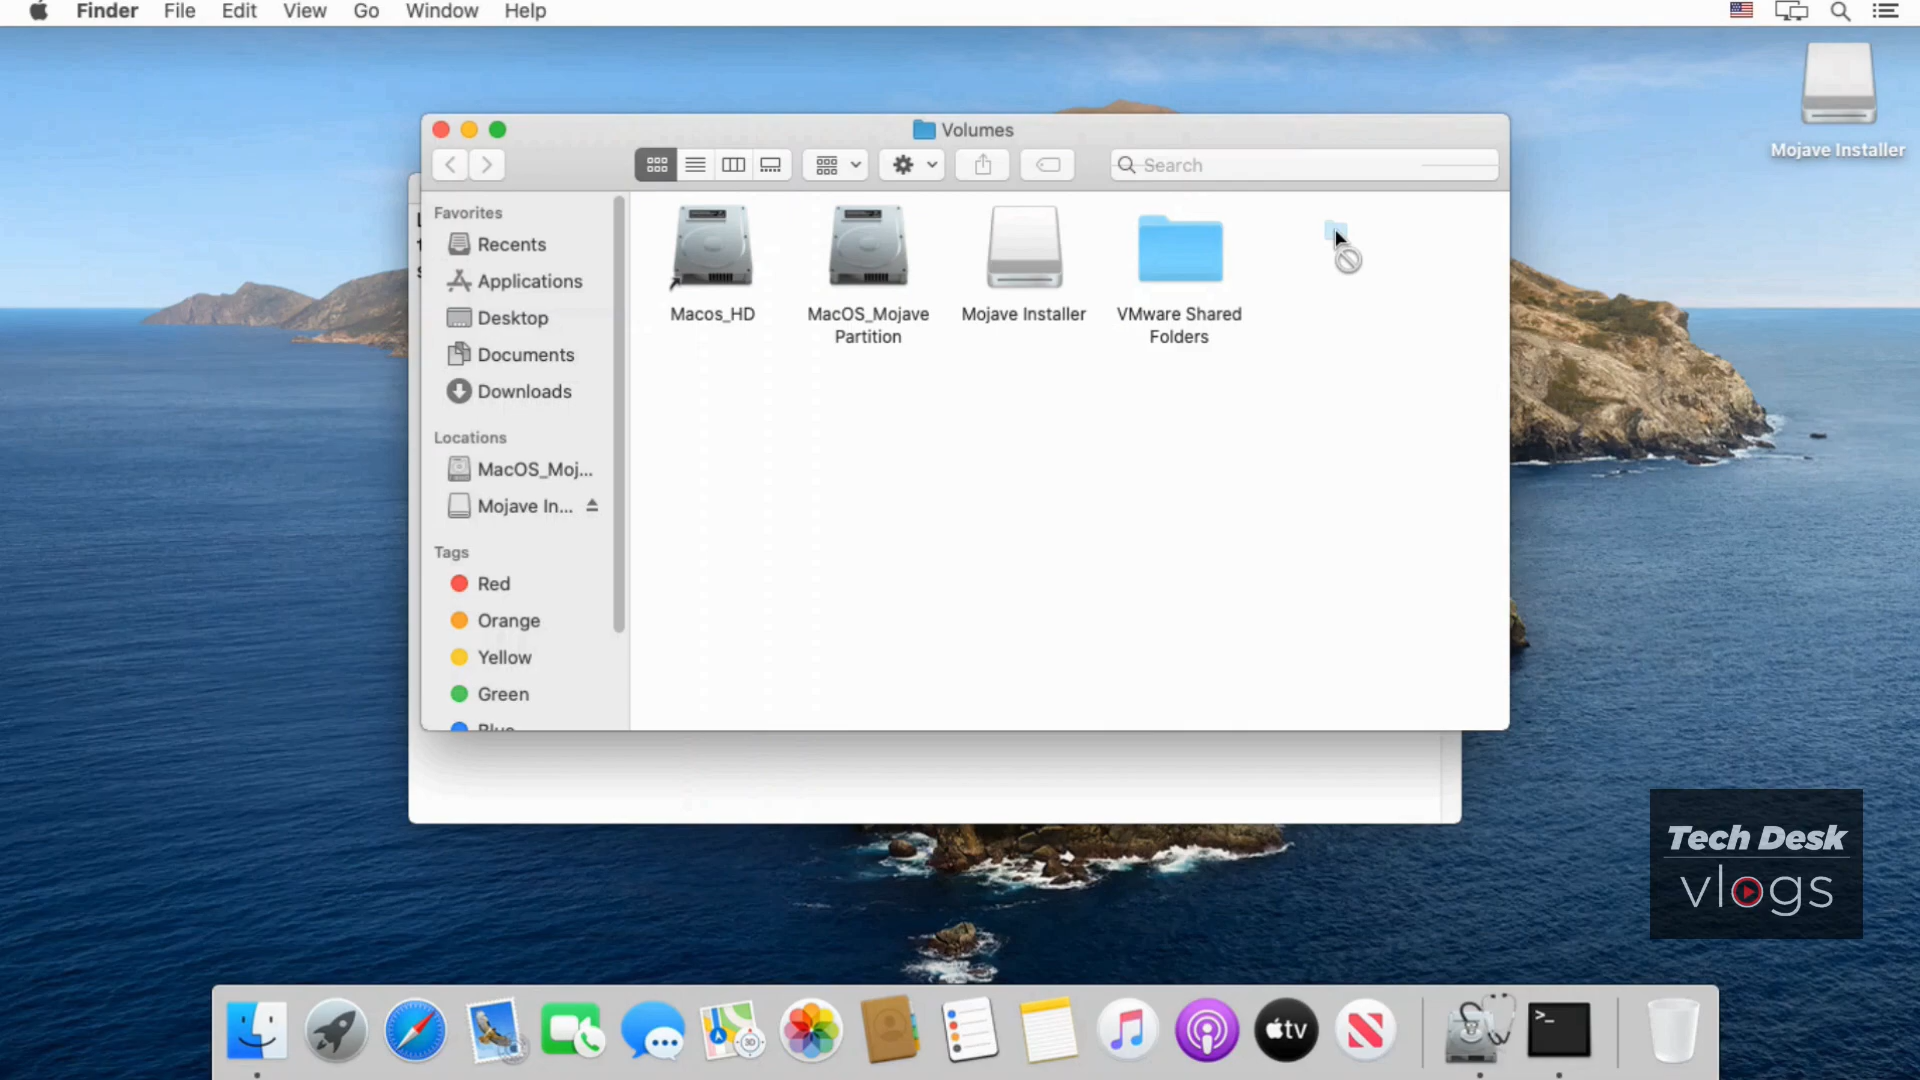 Finder File Edit View Go Window Help
Mojave Installer
Volumes
Search
Favorites
Recents
Applications
Desktop
Documents
Downloads
Locations
MacOS_Moj...
Mojave In...
Tags
Red
Orange
Yellow
Green
Macos_HD
MacOS_Mojave
Partition
Mojave Installer
VMware Shared
Folders
Tech Desk
vlogs
3D
tv
>_